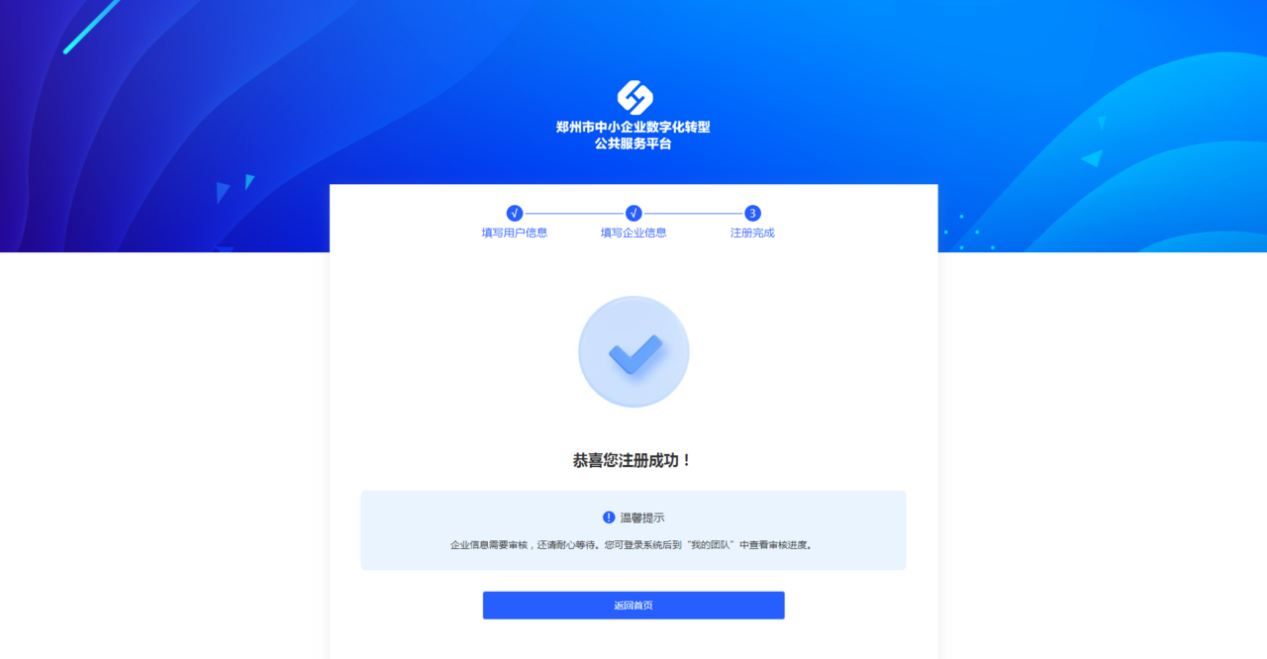 郑州市中小企业数字化转型
公共服务平台
√ √ 3
填写用户信息 填写企业信息 注册完成
恭喜您注册成功！
! 温馨提示
企业信息需要审核，还请耐心等待。您可登录系统后到“我的团队”中查看审核进度。
返回首页